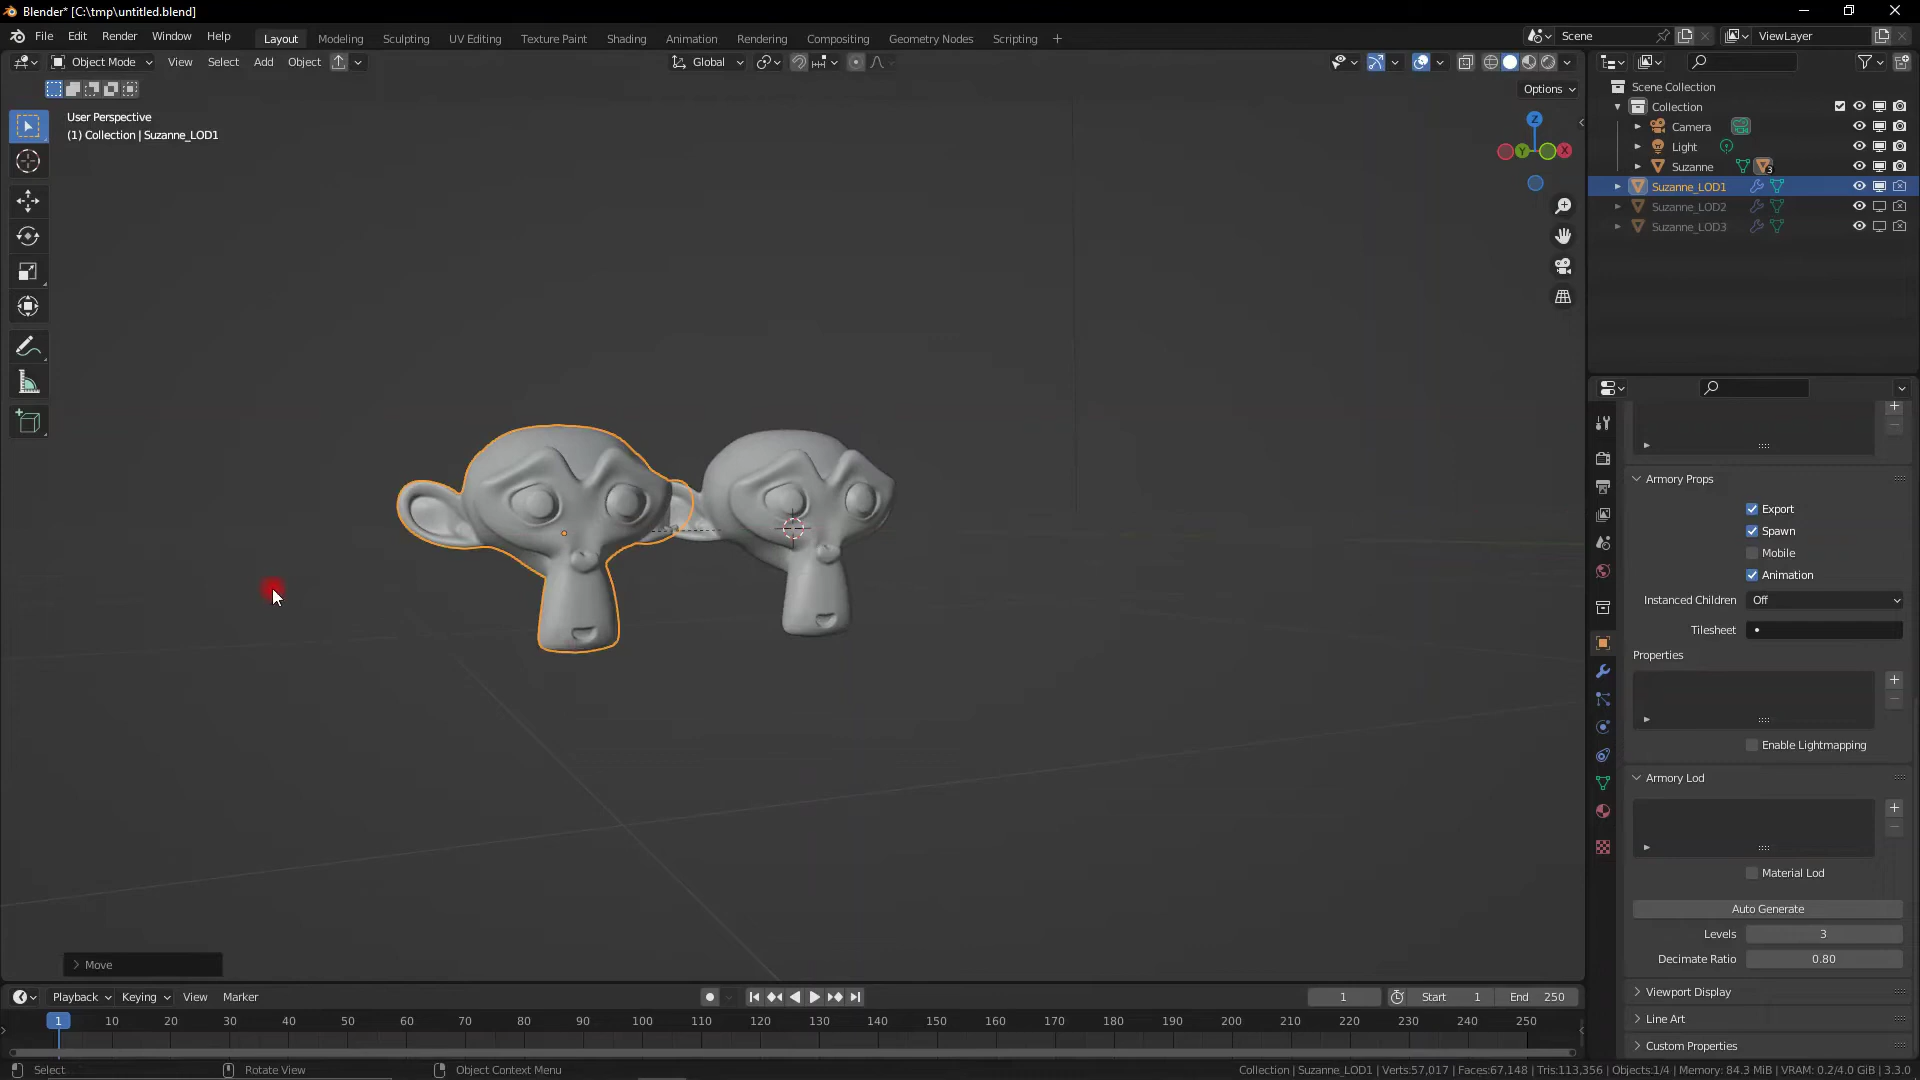 Blender* [C:\tmp\untitled.blend]
File Edit Render Window Help Layout Modeling Sculpting UV Editing Texture Paint Shading Animation Rendering Compositing Geometry Nodes Scripting + Scene ViewLayer
Object Mode View Select Add Object Global
Options
User Perspective
(1) Collection | Suzanne_LOD1
Z
Y X
Move
Scene Collection
Collection
Camera
Light
Suzanne 3
Suzanne_LOD1
Suzanne_LOD2
Suzanne_LOD3
Armory Props
Export
Spawn
Mobile
Animation
Instanced Children Off
Tilesheet
Properties
Enable Lightmapping
Armory Lod
Material Lod
Auto Generate
Levels 3
Decimate Ratio 0.80
Viewport Display
Line Art
Custom Properties
Playback Keying View Marker 1 Start 1 End 250
1 10 20 30 40 50 60 70 80 90 100 110 120 130 140 150 160 170 180 190 200 210 220 230 240 250
Select Rotate View Object Context Menu Collection | Suzanne_LOD1 | Verts:57,017 | Faces:67,148 | Tris:113,356 | Objects:1/4 | Memory: 84.3 MiB | VRAM: 0.2/4.0 GiB | 3.3.0